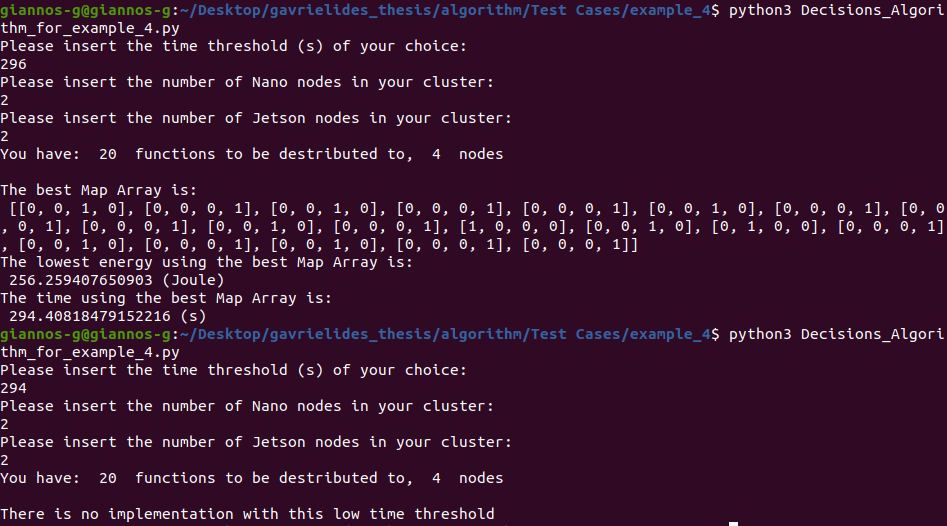 giannos-g@giannos-g:~/Desktop/gavrielides_thesis/algorithm/Test Cases/example_4$ python3 Decisions_Algori
thm_for_example_4.py
Please insert the time threshold (s) of your choice:
296
Please insert the number of Nano nodes in your cluster:
2
Please insert the number of Jetson nodes in your cluster:
2
You have:  20  functions to be destributed to,  4  nodes
The best Map Array is:
 [[0, 0, 1, 0], [0, 0, 0, 1], [0, 0, 1, 0], [0, 0, 0, 1], [0, 0, 0, 1], [0, 0, 1, 0], [0, 0, 0, 1], [0, 0
, 0, 1], [0, 0, 0, 1], [0, 0, 1, 0], [0, 0, 0, 1], [1, 0, 0, 0], [0, 0, 1, 0], [0, 1, 0, 0], [0, 0, 0, 1]
, [0, 0, 1, 0], [0, 0, 0, 1], [0, 0, 1, 0], [0, 0, 0, 1], [0, 0, 0, 1]]
The lowest energy using the best Map Array is:
 256.259407650903 (Joule)
The time using the best Map Array is:
 294.40818479152216 (s)
giannos-g@giannos-g:~/Desktop/gavrielides_thesis/algorithm/Test Cases/example_4$ python3 Decisions_Algori
thm_for_example_4.py
Please insert the time threshold (s) of your choice:
294
Please insert the number of Nano nodes in your cluster:
2
Please insert the number of Jetson nodes in your cluster:
2
You have:  20  functions to be destributed to,  4  nodes
There is no implementation with this low time threshold